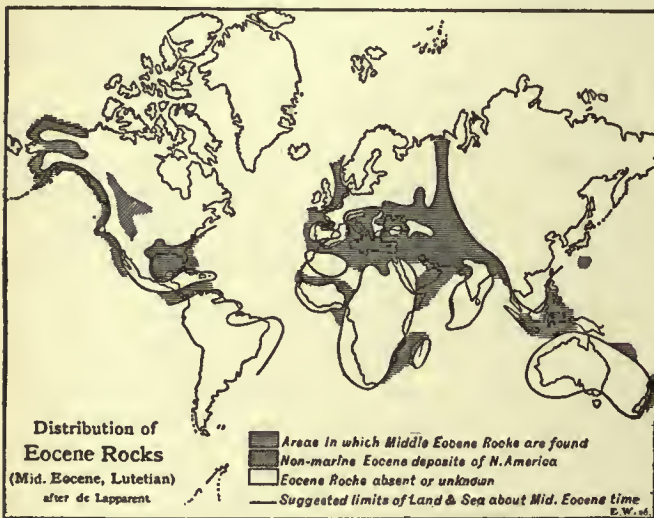 Distribution of
Eocene Rocks
(Mid. Eocene, Lutetian)
after de Lapparent
Areas in which Middle Eocene Rocks are found
Non-marine Eocene deposits of N. America
Eocene Rocks absent or unknown
Suggested limits of Land & Sea about Mid. Eocene time
E.W. sc.